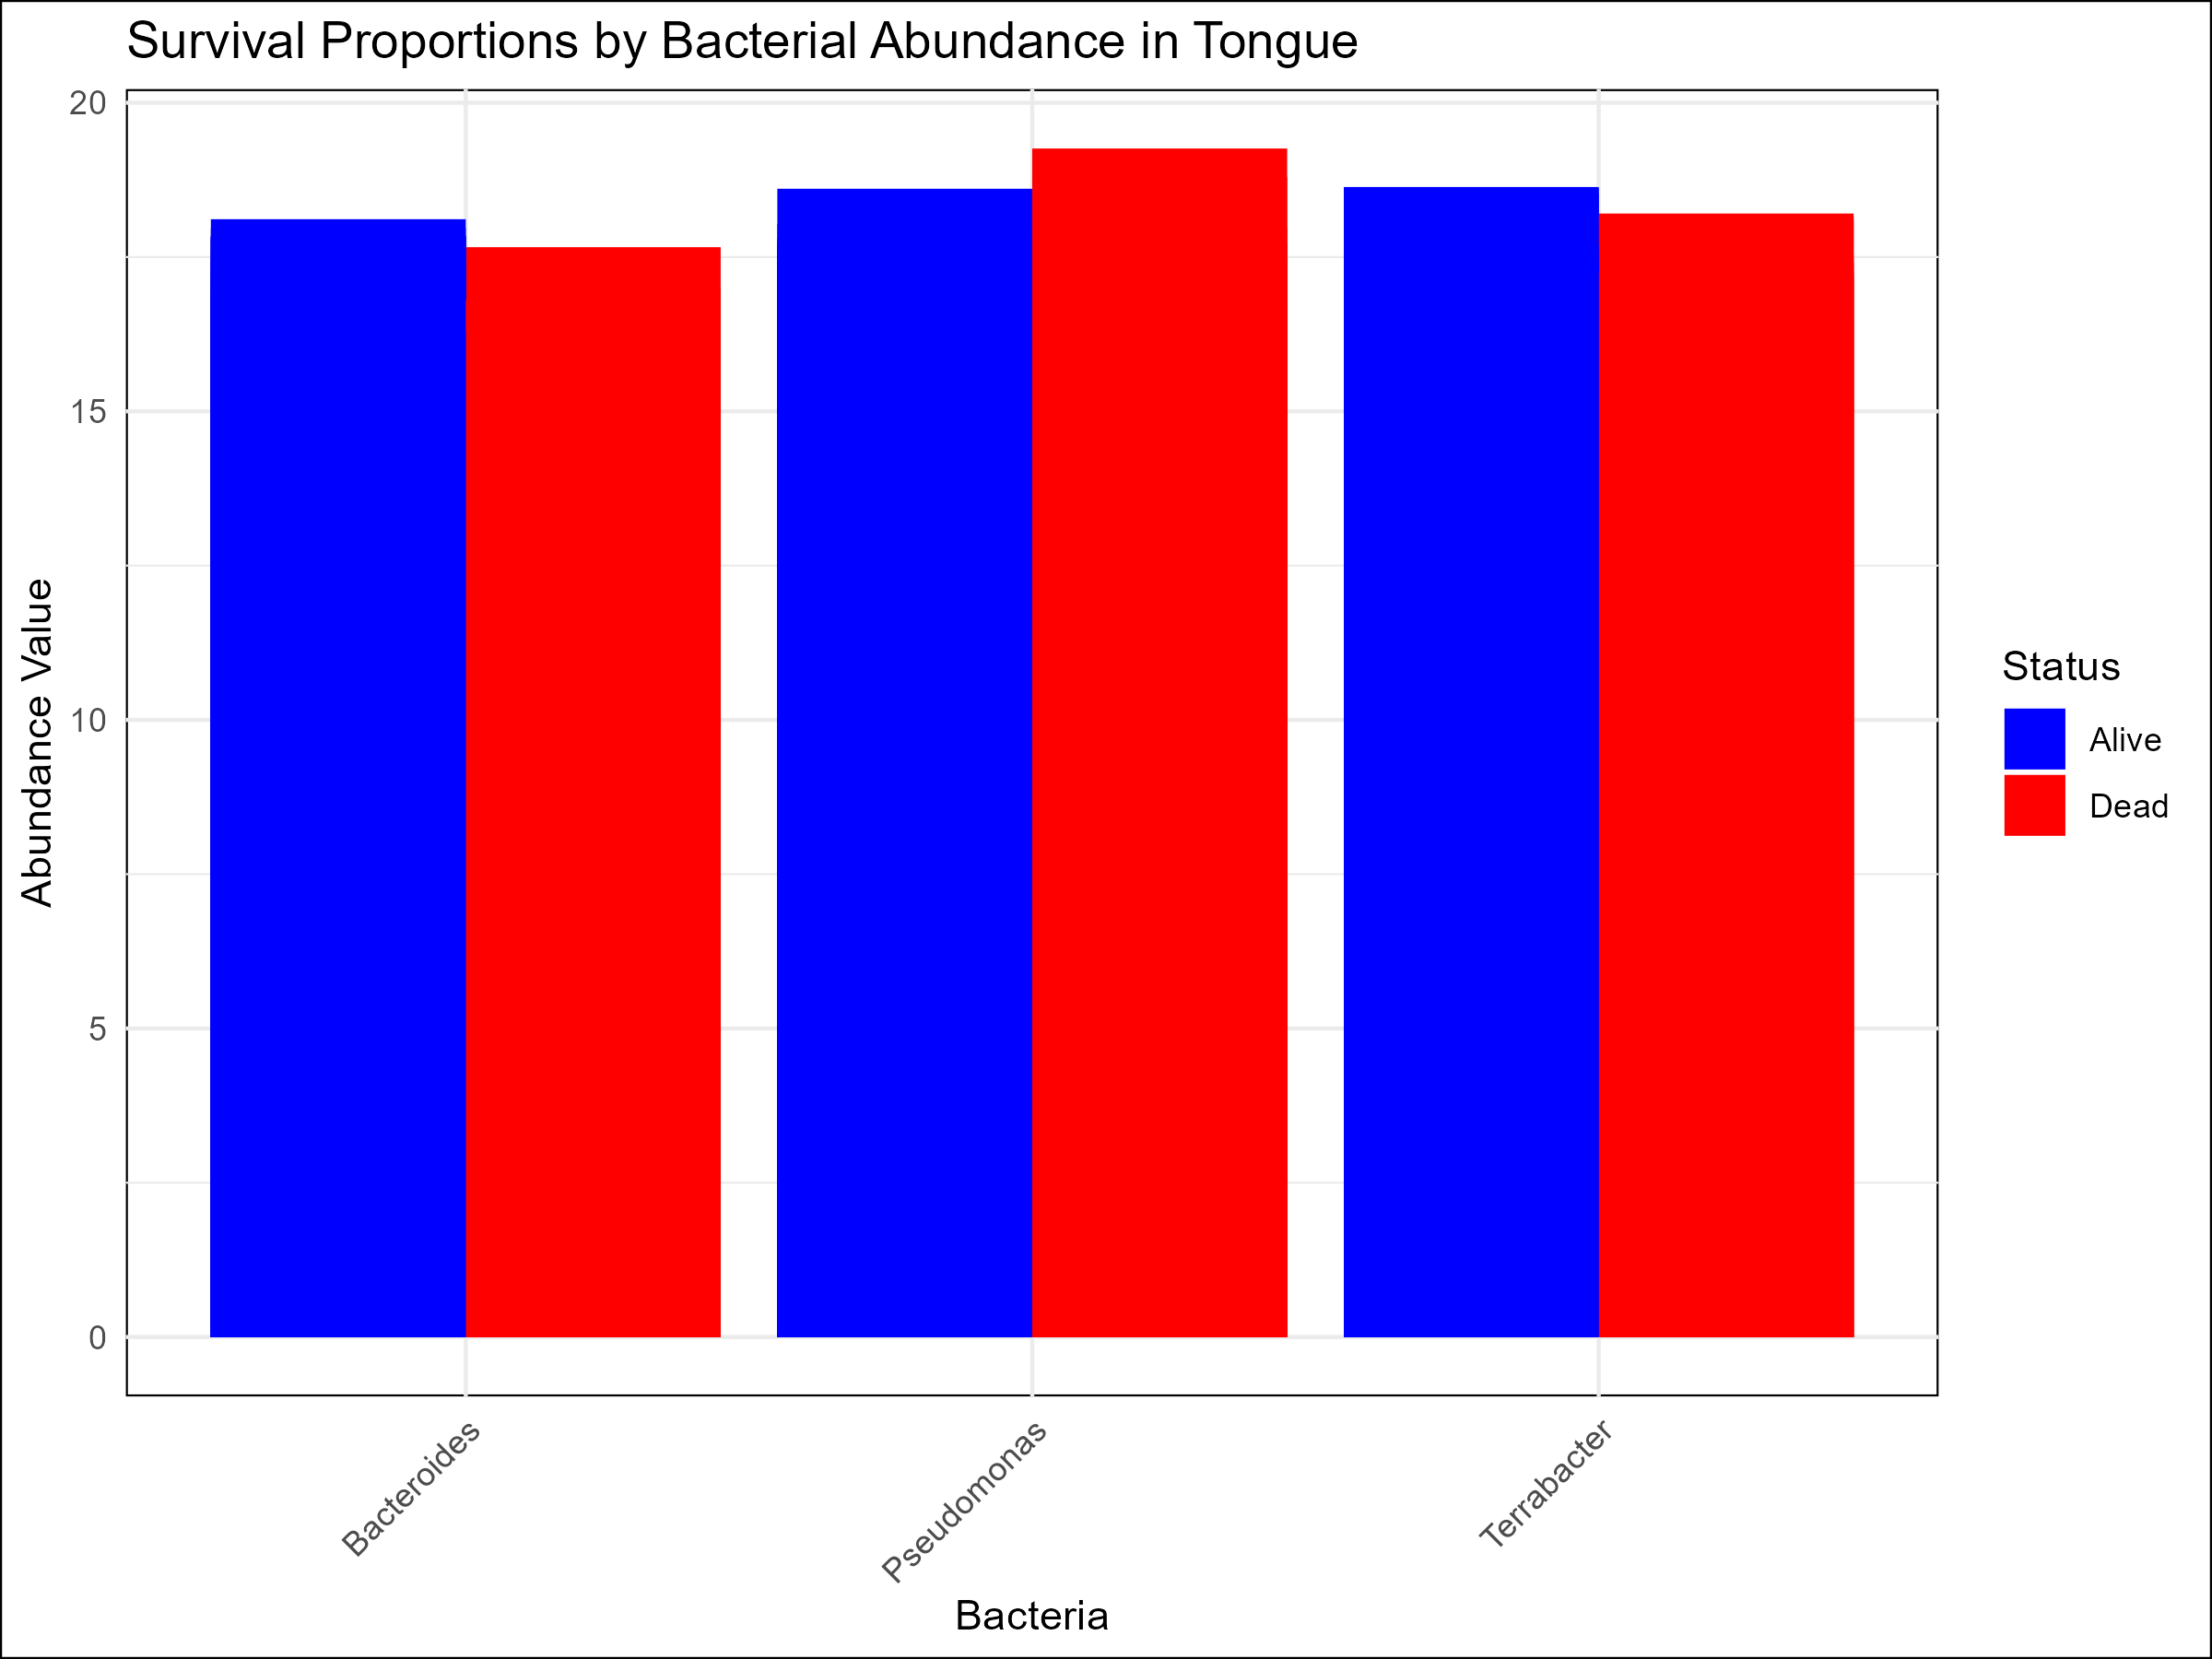 Survival Proportions by Bacterial Abundance in Tongue
20
15
10
5
0
Abundance Value
Bacteroides
Pseudomonas
Terrabacter
Bacteria
Status
Alive
Dead